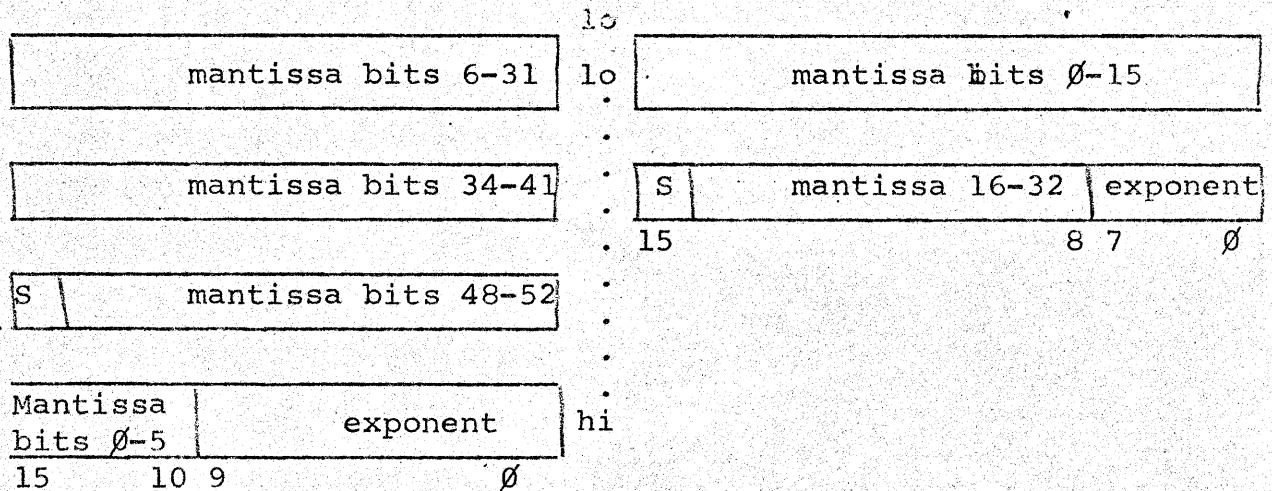 lo
mantissa bits 6-31 lo mantissa bits Ø-15
mantissa bits 34-41 S mantissa 16-32 exponent
15 8 7 Ø
S mantissa bits 48-52
Mantissa
bits Ø-5 exponent hi
15 10 9 Ø